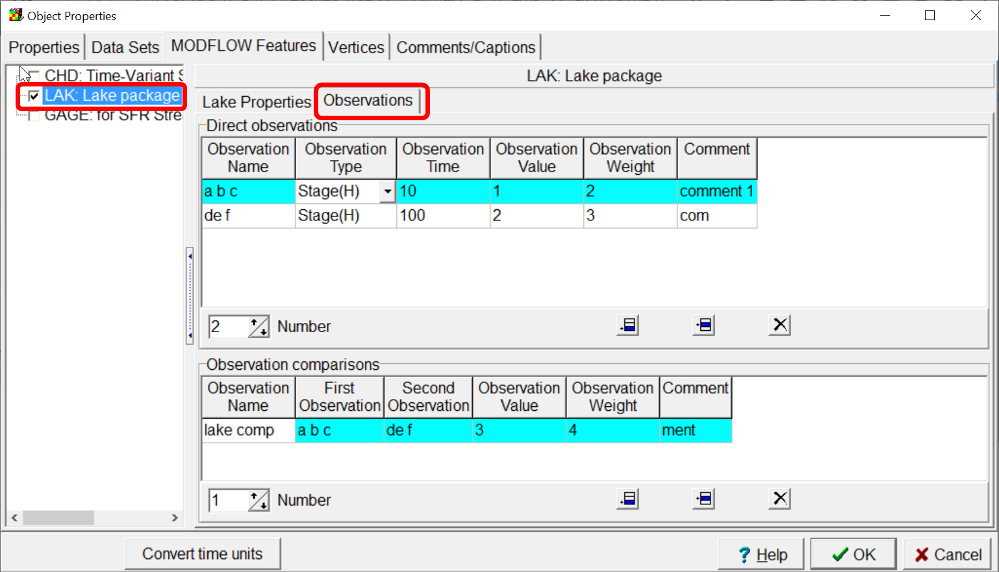 Object Properties
Properties Data Sets MODFLOW Features Vertices Comments/Captions
CHD: Time-Variant S
LAK: Lake package
GAGE: for SFR Stre
LAK: Lake package
Lake Properties Observations
Direct observations
Observation Name Observation Type Observation Time Observation Value Observation Weight Comment
a b c Stage(H) 10 1 2 comment 1
de f Stage(H) 100 2 3 com
2 Number
Observation comparisons
Observation Name First Observation Second Observation Observation Value Observation Weight Comment
lake comp a b c de f 3 4 ment
1 Number
Convert time units ? Help OK Cancel